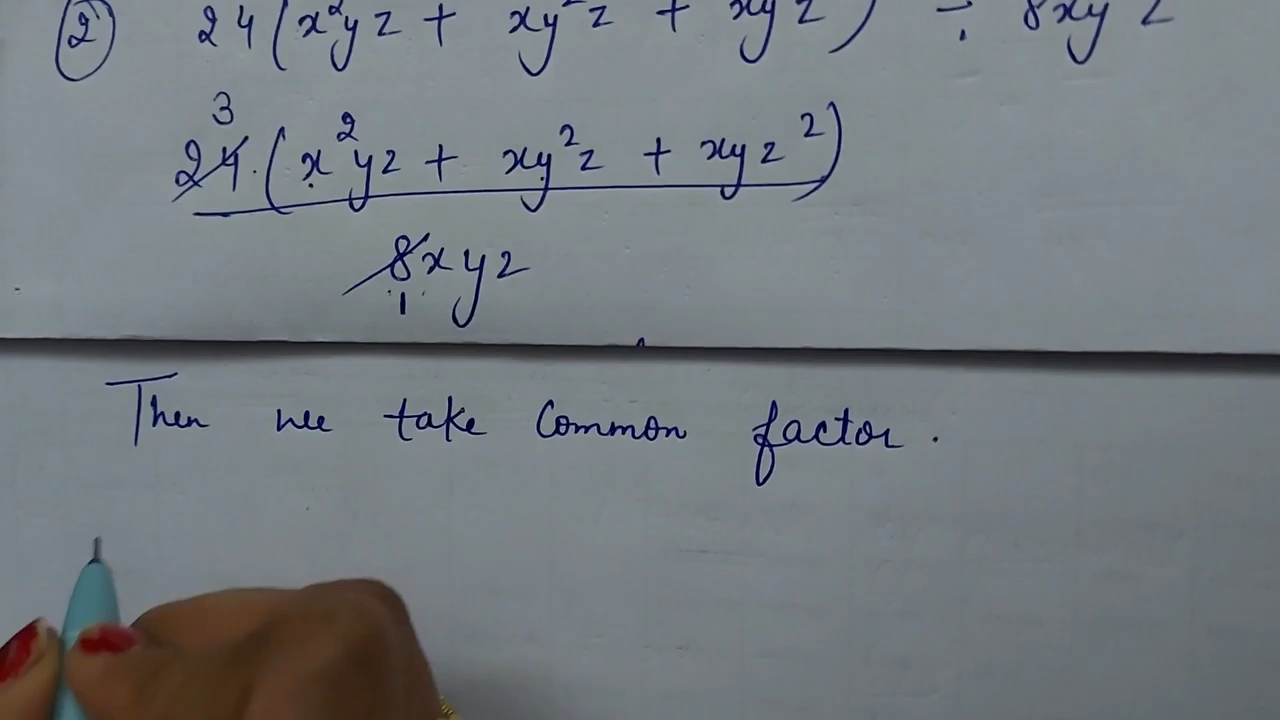 (2) 24 (x²yz + xy²z + xyz²) ÷ 8xyz
3
24 (x²yz + xy²z + xyz²)
8xyz
1
Then we take Common factor.